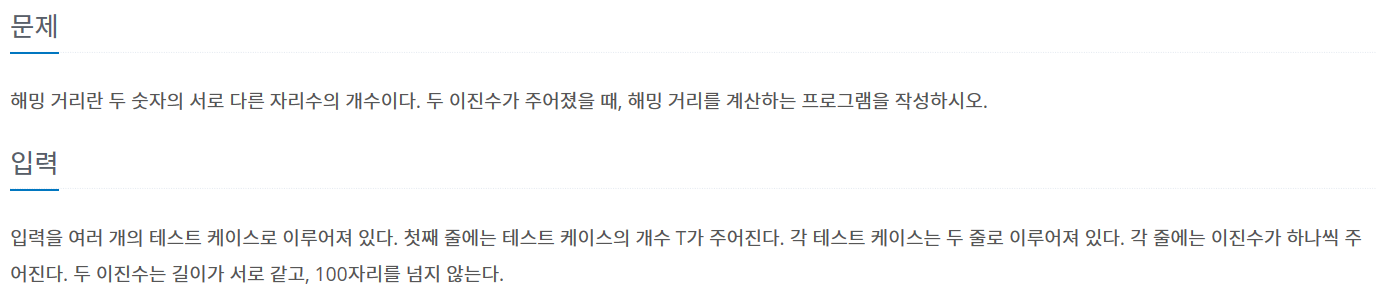 문제
해밍 거리란 두 숫자의 서로 다른 자리수의 개수이다. 두 이진수가 주어졌을 때, 해밍 거리를 계산하는 프로그램을 작성하시오.
입력
입력을 여러 개의 테스트 케이스로 이루어져 있다. 첫째 줄에는 테스트 케이스의 개수 T가 주어진다. 각 테스트 케이스는 두 줄로 이루어져 있다. 각 줄에는 이진수가 하나씩 주
어진다. 두 이진수는 길이가 서로 같고, 100자리를 넘지 않는다.